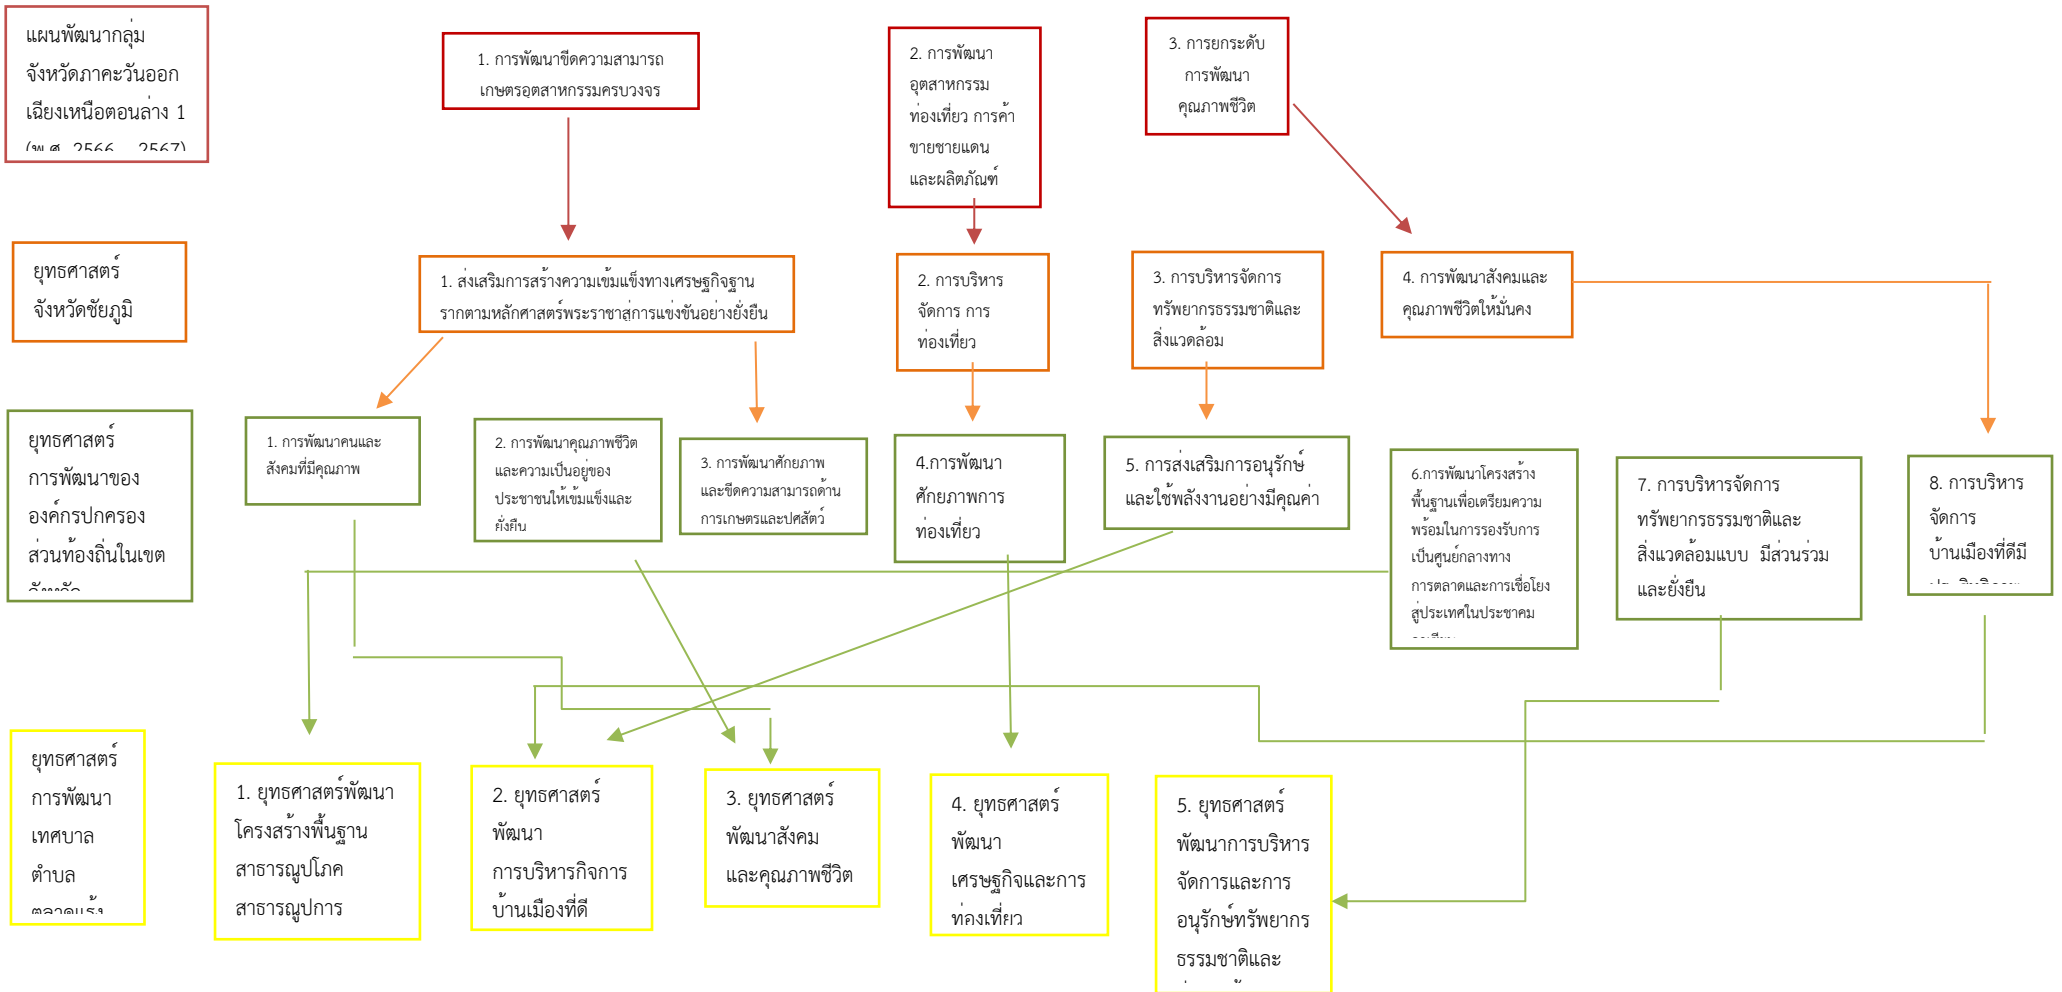 แผนพัฒนากลุ่ม
จังหวัดภาคะวันออก
เฉียงเหนือตอนล่าง 1
(พ.ศ. 2566 2567)
1. การพัฒนาขีดความสามารถ
เกษตรอุตสาหกรรมครบวงจร
2. การพัฒนา
อุตสาหกรรม
ท่องเที่ยว การค้า
ขายชายแดน
และผลิตภัณฑ์
3. การยกระดับ
การพัฒนา
คุณภาพชีวิต
ยุทธศาสตร์
จังหวัดชัยภูมิ
1. ส่งเสริมการสร้างความเข้มแข็งทางเศรษฐกิจฐาน
รากตามหลักศาสตร์พระราชาสู่การแข่งขันอย่างยั่งยืน
2. การบริหาร
จัดการ การ
ท่องเที่ยว
3. การบริหารจัดการ
ทรัพยากรธรรมชาติและ
สิ่งแวดล้อม
4. การพัฒนาสังคมและ
คุณภาพชีวิตให้มั่นคง
ยุทธศาสตร์
การพัฒนาของ
องค์กรปกครอง
ส่วนท้องถิ่นในเขต
จังหวัด
1. การพัฒนาคนและ
สังคมที่มีคุณภาพ
2. การพัฒนาคุณภาพชีวิต
และความเป็นอยู่ของ
ประชาชนให้เข้มแข็งและ
ยั่งยืน
3. การพัฒนาศักยภาพ
และขีดความสามารถด้าน
การเกษตรและปศุสัตว์
4.การพัฒนา
ศักยภาพการ
ท่องเที่ยว
5. การส่งเสริมการอนุรักษ์
และใช้พลังงานอย่างมีคุณค่า
6.การพัฒนาโครงสร้าง
พื้นฐานเพื่อเตรียมความ
พร้อมในการรองรับการ
เป็นศูนย์กลางทาง
การตลาดและการเชื่อโยง
สู่ประเทศในประชาคม
7. การบริหารจัดการ
ทรัพยากรธรรมชาติและ
สิ่งแวดล้อมแบบ มีส่วนร่วม
และยั่งยืน
8. การบริหาร
จัดการ
บ้านเมืองที่ดีมี
ยุทธศาสตร์
การพัฒนา
เทศบาล
ตำบล
ตลาดแร้ง
1. ยุทธศาสตร์พัฒนา
โครงสร้างพื้นฐาน
สาธารณูปโภค
สาธารณูปการ
2. ยุทธศาสตร์
พัฒนา
การบริหารกิจการ
บ้านเมืองที่ดี
3. ยุทธศาสตร์
พัฒนาสังคม
และคุณภาพชีวิต
4. ยุทธศาสตร์
พัฒนา
เศรษฐกิจและการ
ท่องเที่ยว
5. ยุทธศาสตร์
พัฒนาการบริหาร
จัดการและการ
อนุรักษ์ทรัพยากร
ธรรมชาติและ